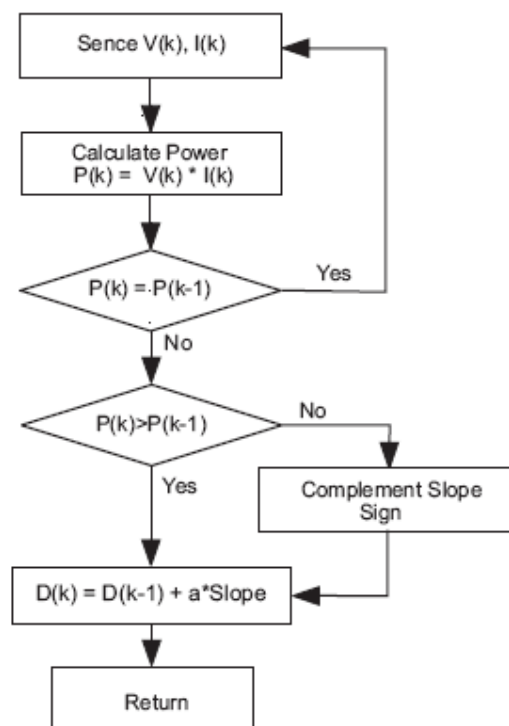 Sence V(k), I(k)
Calculate Power
P(k) = V(k) * I(k)
P(k) = P(k-1)
Yes
No
P(k)>P(k-1)
No
Yes
Complement Slope
Sign
D(k) = D(k-1) + a*Slope
Return